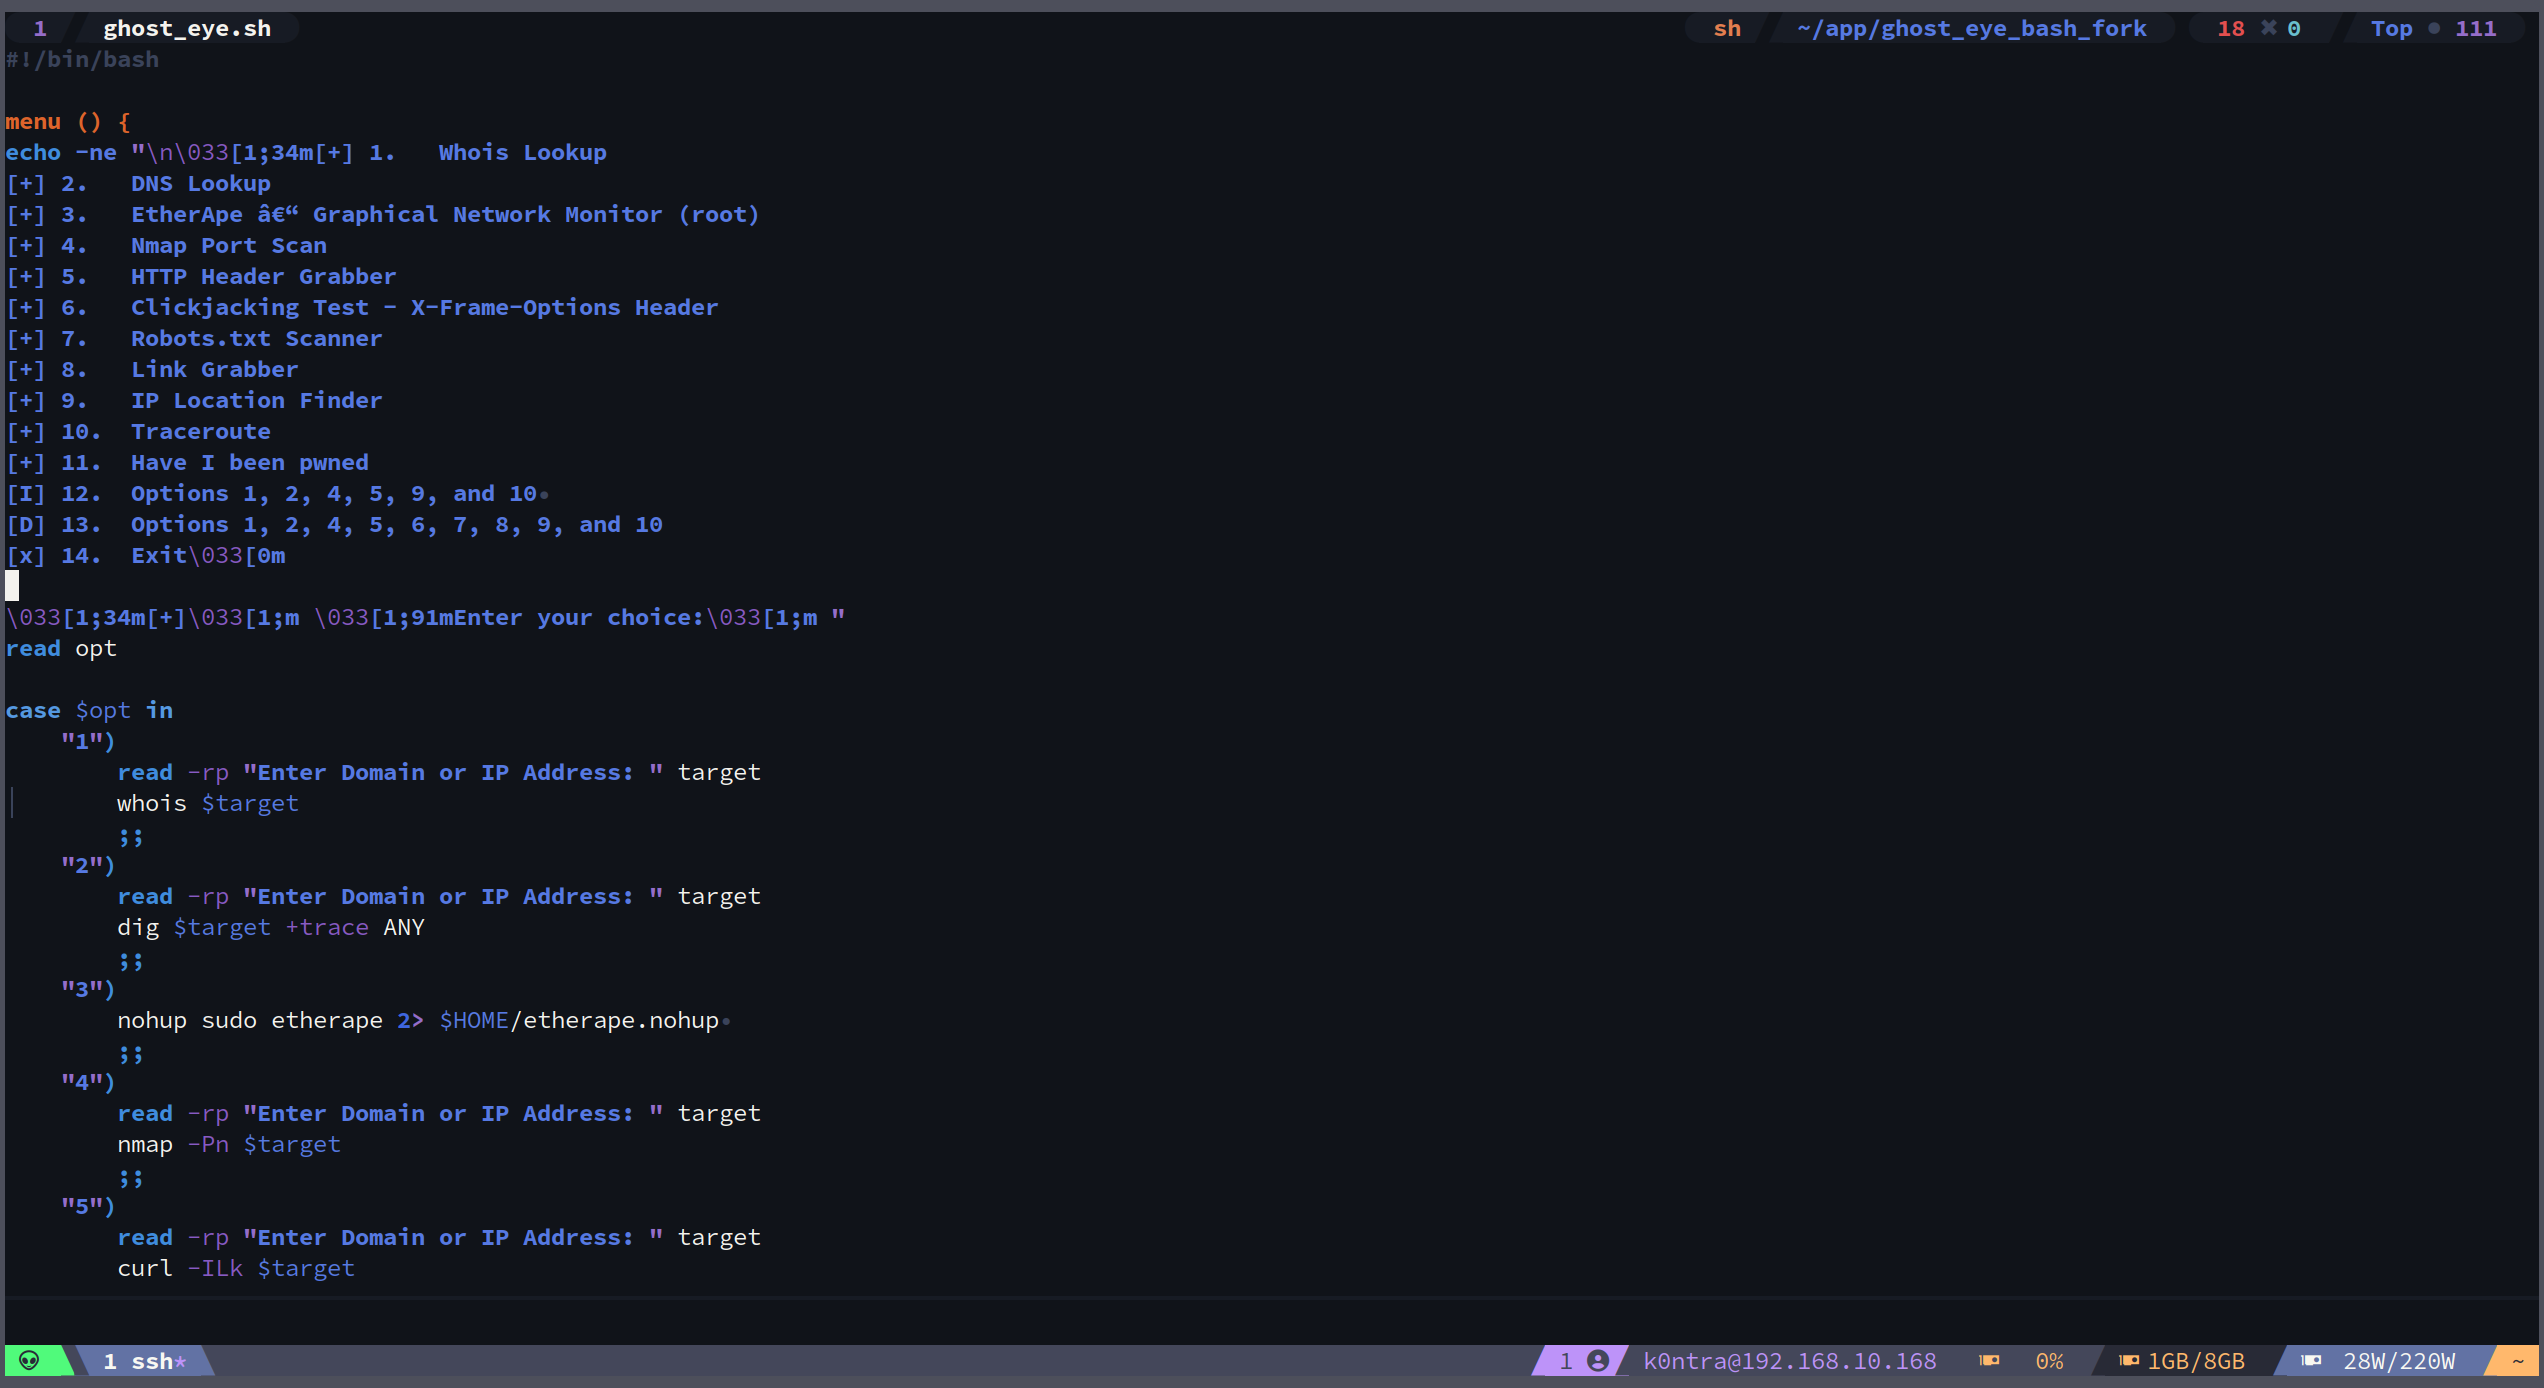 1 ghost_eye.sh sh ~/app/ghost_eye_bash_fork 18 ✖ 0 Top • 111
#!/bin/bash
menu () {
echo -ne "\n\033[1;34m[+] 1.   Whois Lookup
[+] 2.   DNS Lookup
[+] 3.   EtherApe â€“ Graphical Network Monitor (root)
[+] 4.   Nmap Port Scan
[+] 5.   HTTP Header Grabber
[+] 6.   Clickjacking Test - X-Frame-Options Header
[+] 7.   Robots.txt Scanner
[+] 8.   Link Grabber
[+] 9.   IP Location Finder
[+] 10.  Traceroute
[+] 11.  Have I been pwned
[I] 12.  Options 1, 2, 4, 5, 9, and 10•
[D] 13.  Options 1, 2, 4, 5, 6, 7, 8, 9, and 10
[x] 14.  Exit\033[0m
\033[1;34m[+]\033[1;m \033[1;91mEnter your choice:\033[1;m "
read opt
case $opt in
    "1")
        read -rp "Enter Domain or IP Address: " target
        whois $target
        ;;
    "2")
        read -rp "Enter Domain or IP Address: " target
        dig $target +trace ANY
        ;;
    "3")
        nohup sudo etherape 2> $HOME/etherape.nohup•
        ;;
    "4")
        read -rp "Enter Domain or IP Address: " target
        nmap -Pn $target
        ;;
    "5")
        read -rp "Enter Domain or IP Address: " target
        curl -ILk $target
1 ssh* 1 k0ntra@192.168.10.168 0% 1GB/8GB 28W/220W ~